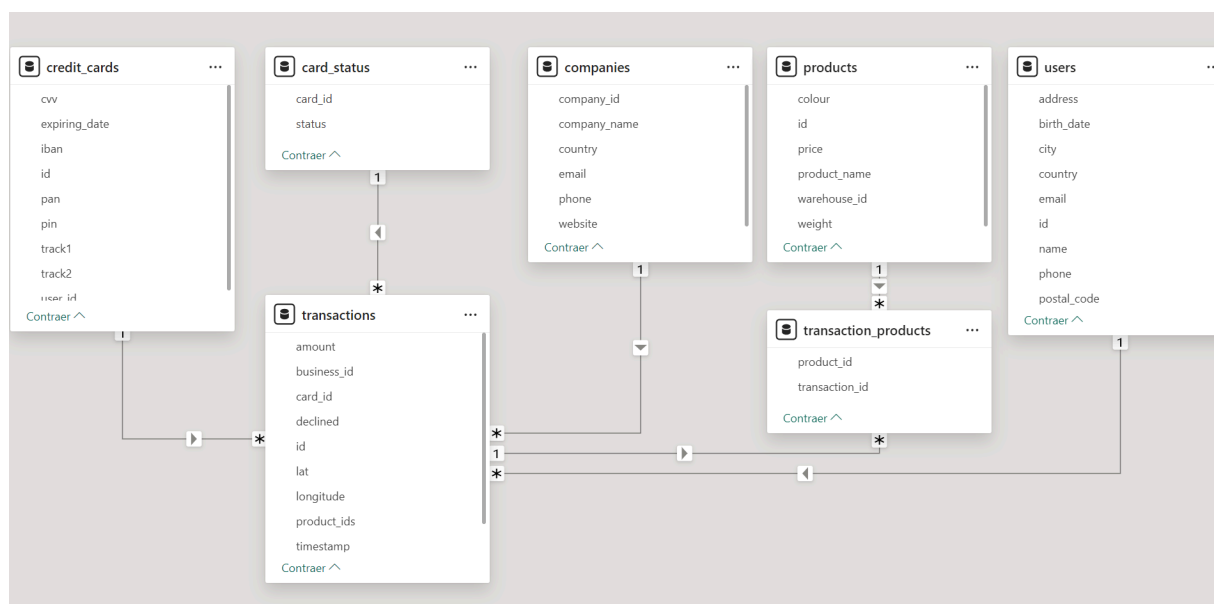 credit_cards
cvv
expiring_date
iban
id
pan
pin
track1
track2
user_id
Contraer
card_status
card_id
status
Contraer
companies
company_id
company_name
country
email
phone
website
Contraer
products
colour
id
price
product_name
warehouse_id
weight
Contraer
users
address
birth_date
city
country
email
id
name
phone
postal_code
Contraer
1
1
1
1
1
*
transactions
amount
business_id
card_id
declined
id
lat
longitude
product_ids
timestamp
Contraer
*
transaction_products
product_id
transaction_id
Contraer
*
*
1
*
*